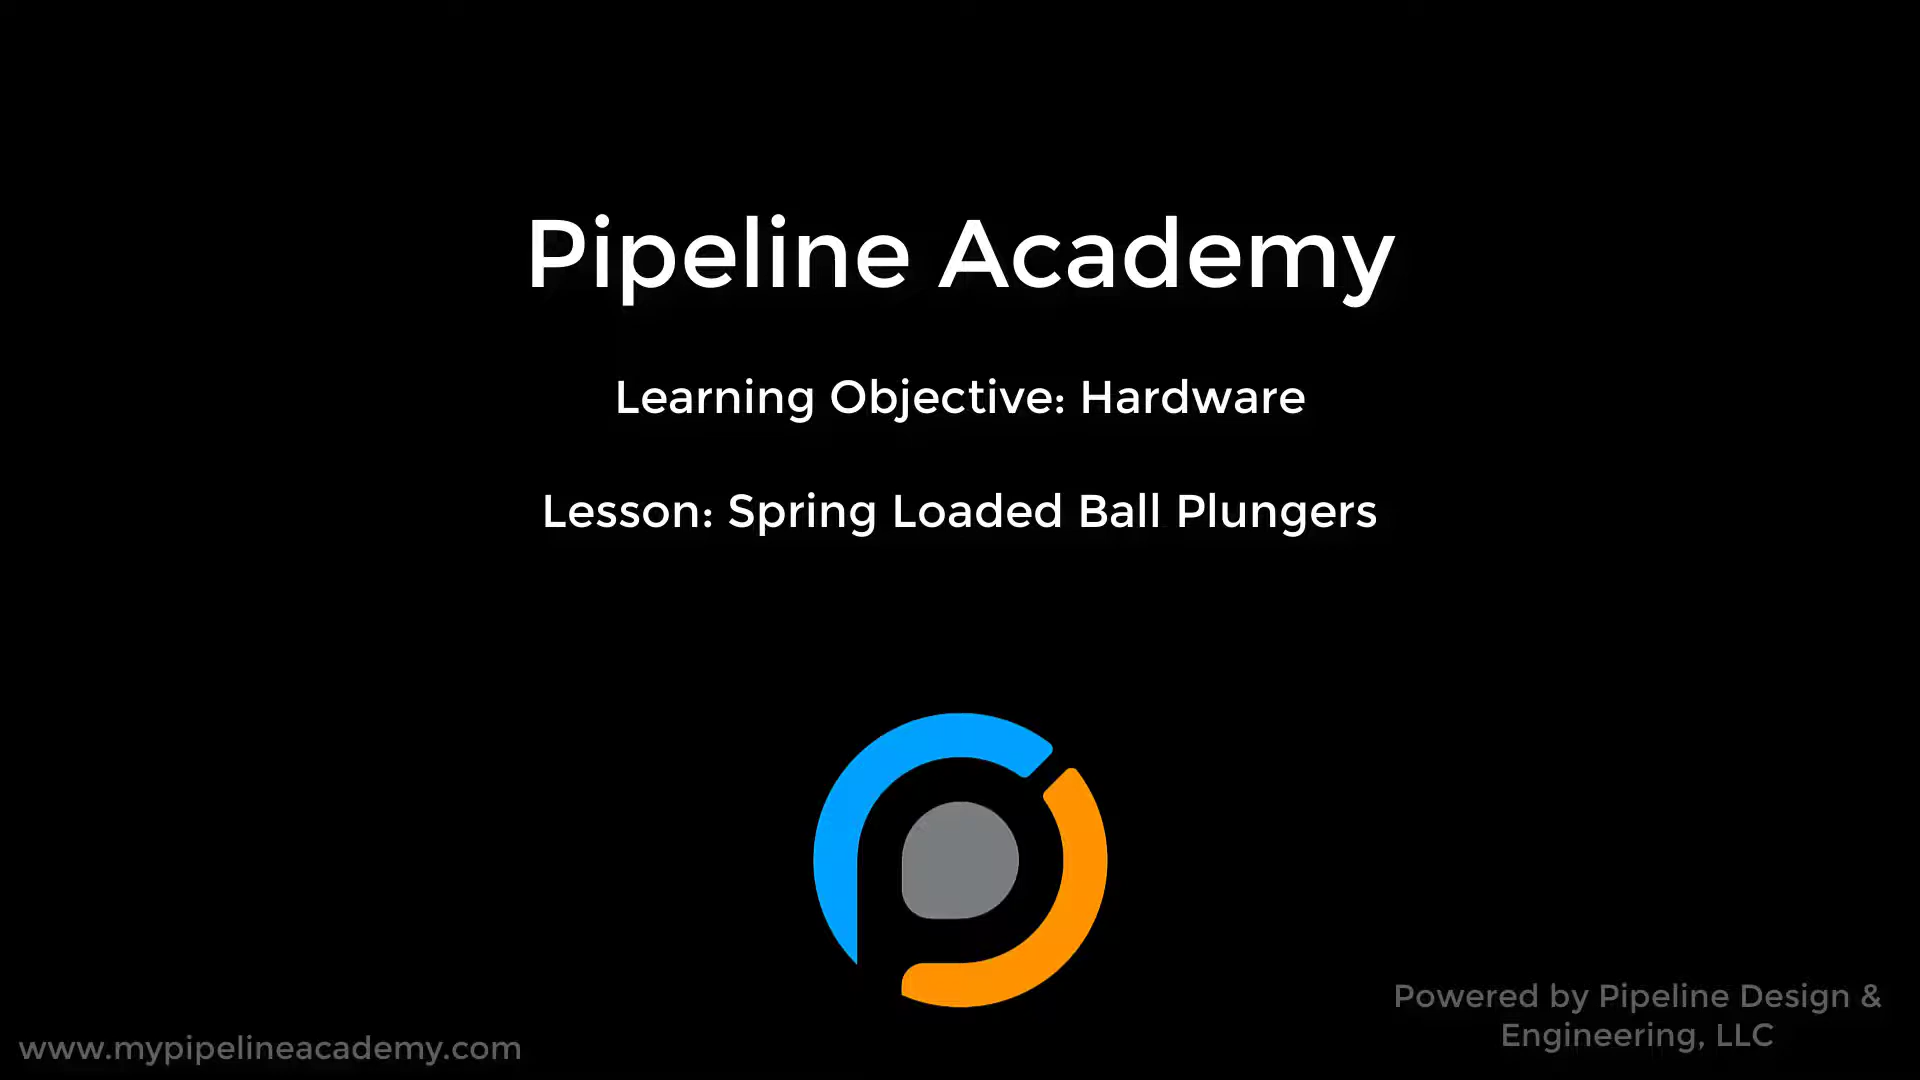 Pipeline Academy
Learning Objective: Hardware
Lesson: Spring Loaded Ball Plungers
Powered by Pipeline Design &
Engineering, LLC
www.mypipelineacademy.com